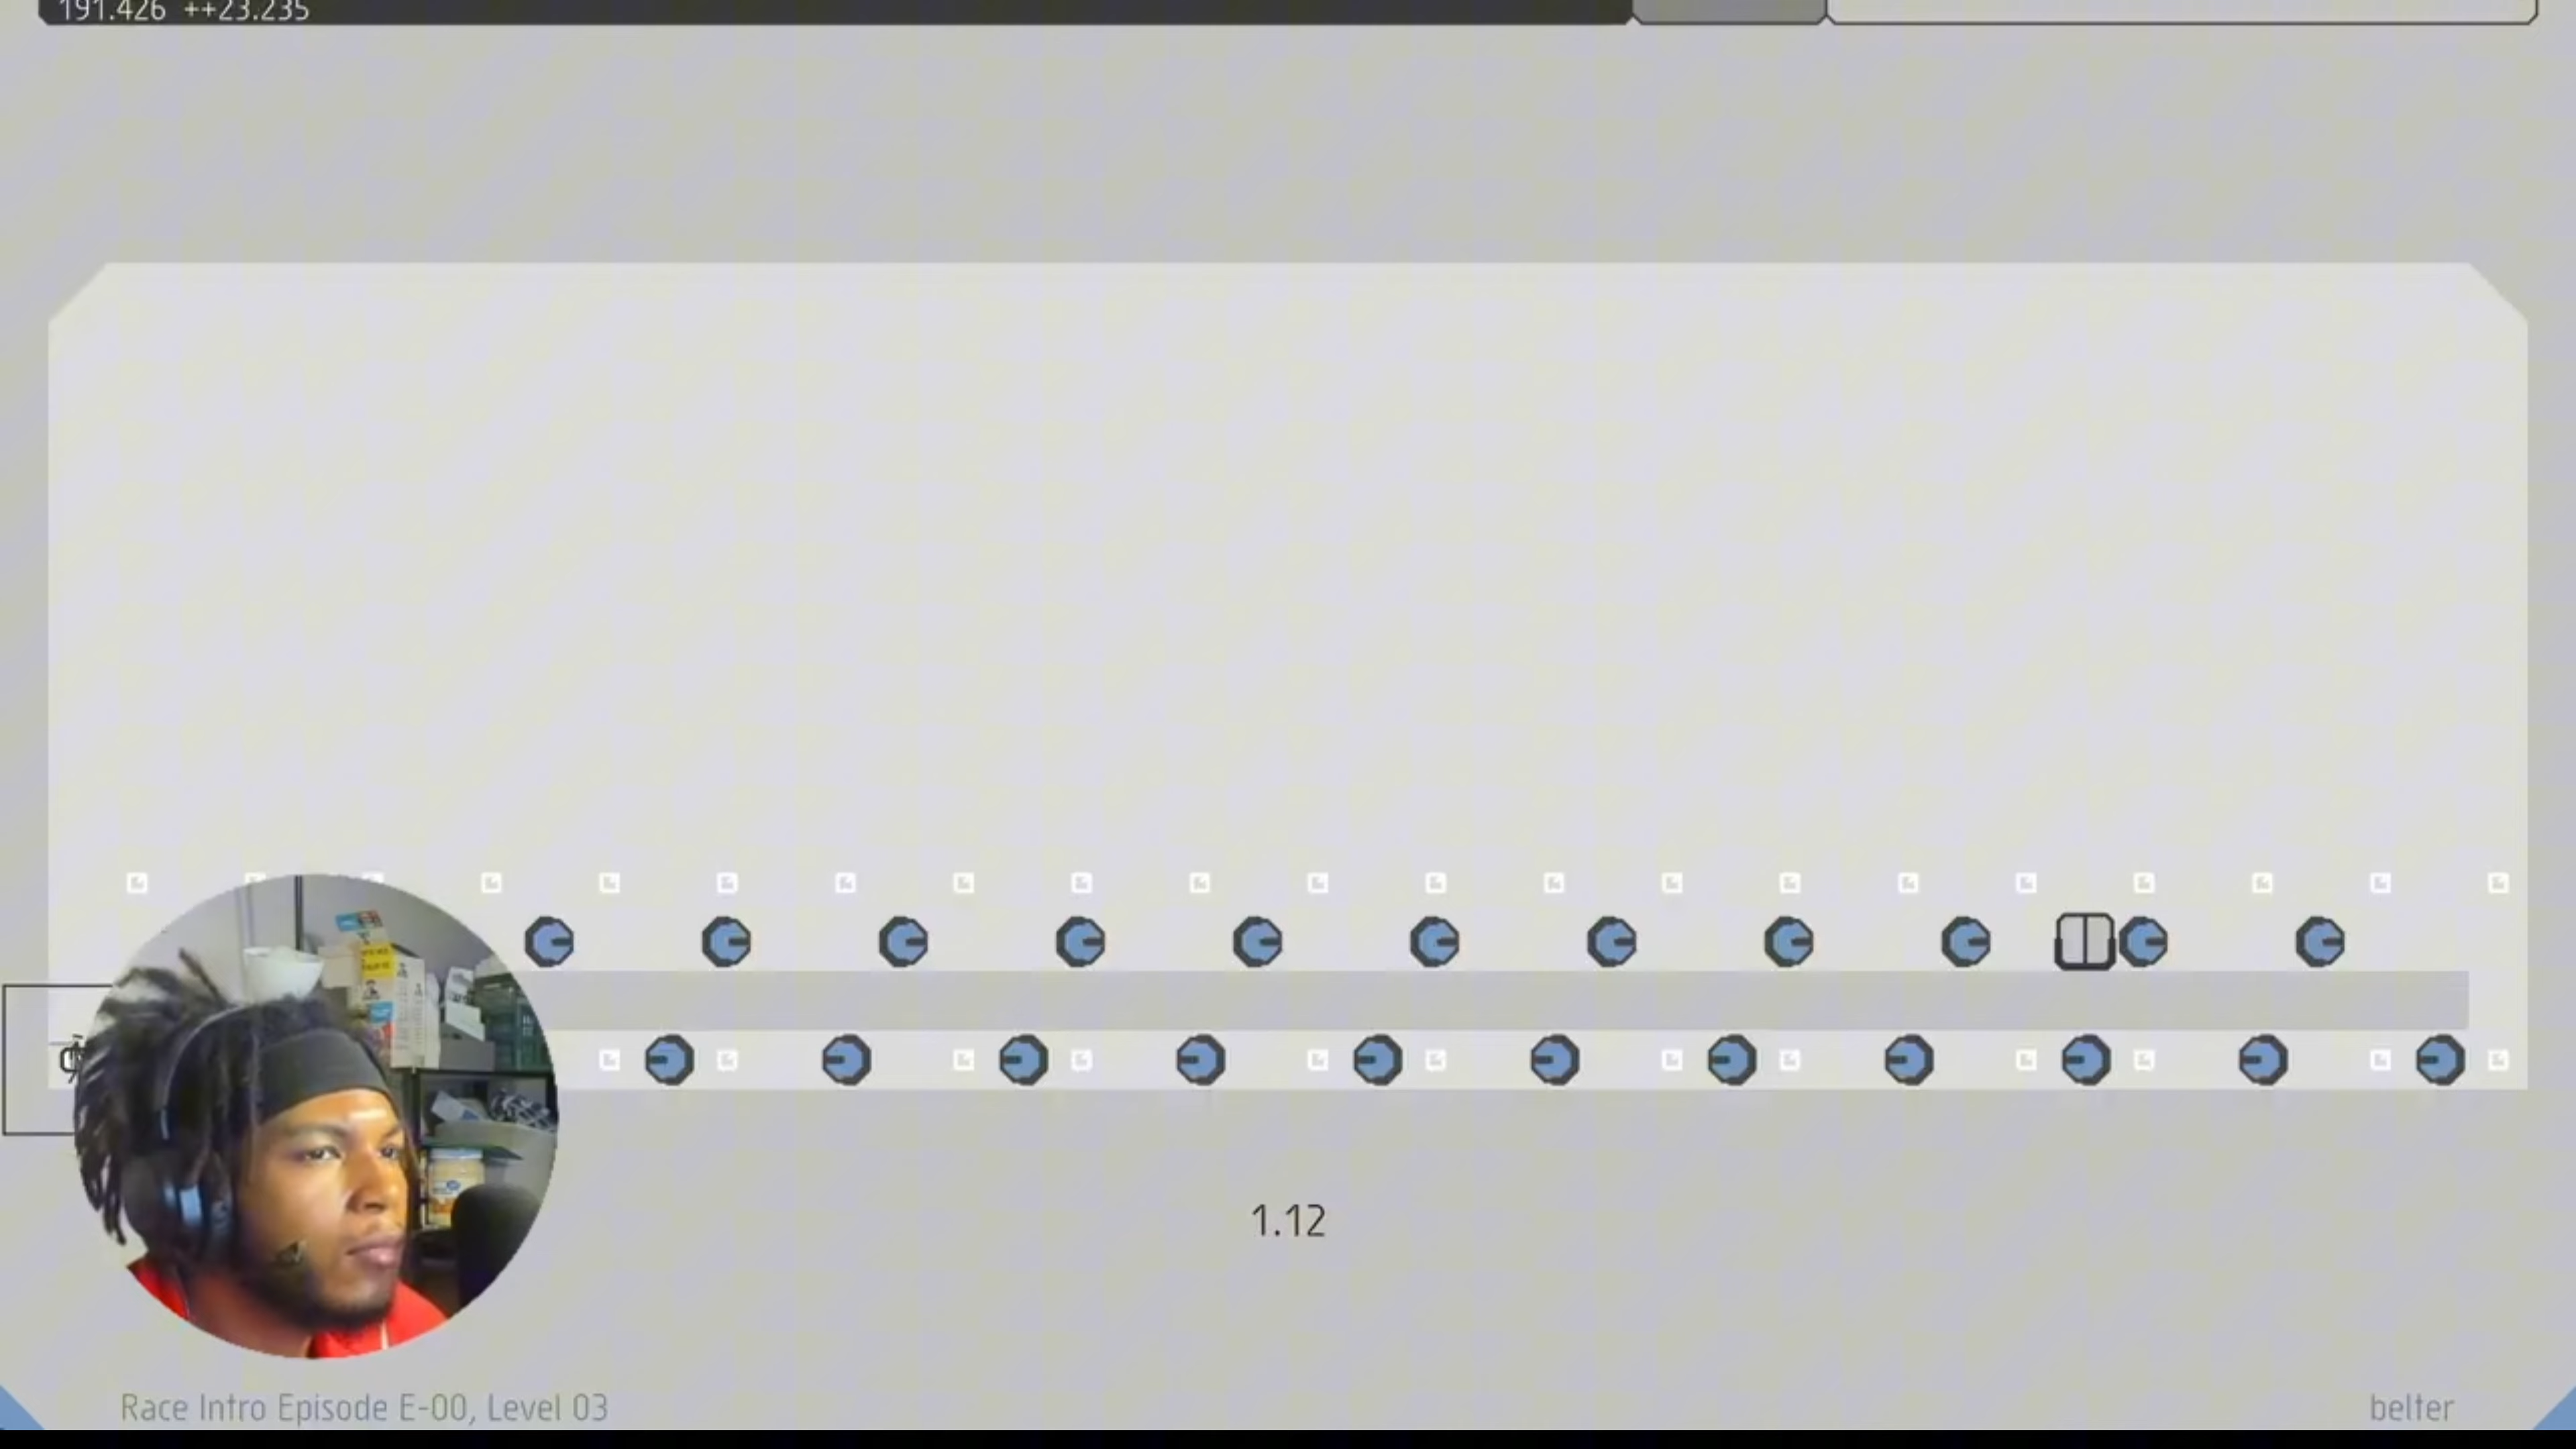 191.426 ++23.235
1.12
Race Intro Episode E-00, Level 03
belter